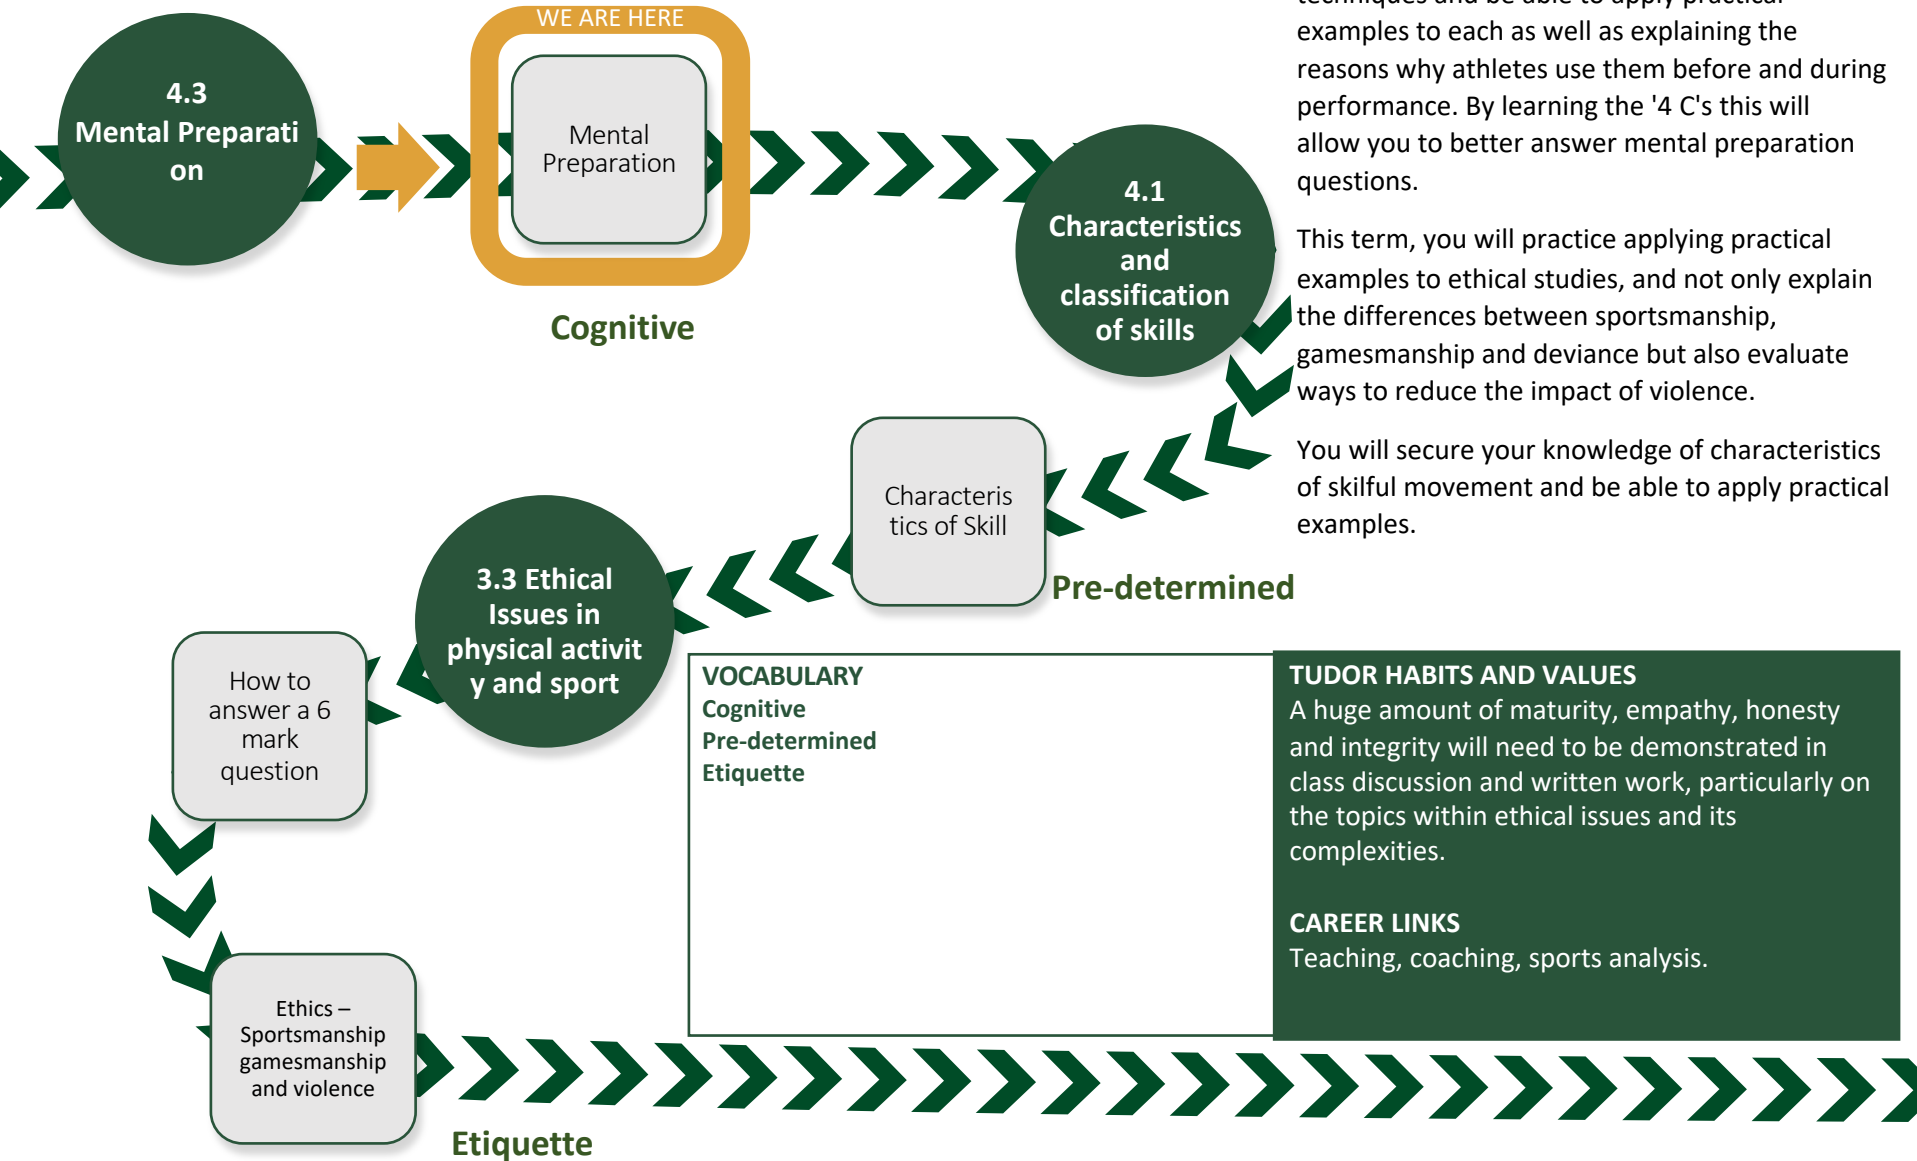 WE ARE HERE
4.3
Mental Preparati
on
Mental
Preparation
Cognitive
4.1
Characteristics
and
classification
of skills
techniques and be able to apply practical
examples to each as well as explaining the
reasons why athletes use them before and during
performance. By learning the '4 C's this will
allow you to better answer mental preparation
questions.
This term, you will practice applying practical
examples to ethical studies, and not only explain
the differences between sportsmanship,
gamesmanship and deviance but also evaluate
ways to reduce the impact of violence.
You will secure your knowledge of characteristics
of skilful movement and be able to apply practical
examples.
Characteris
tics of Skill
Pre-determined
3.3 Ethical
Issues in
physical activit
y and sport
How to
answer a 6
mark
question
Ethics –
Sportsmanship
gamesmanship
and violence
Etiquette
VOCABULARY
Cognitive
Pre-determined
Etiquette
TUDOR HABITS AND VALUES
A huge amount of maturity, empathy, honesty
and integrity will need to be demonstrated in
class discussion and written work, particularly on
the topics within ethical issues and its
complexities.
CAREER LINKS
Teaching, coaching, sports analysis.